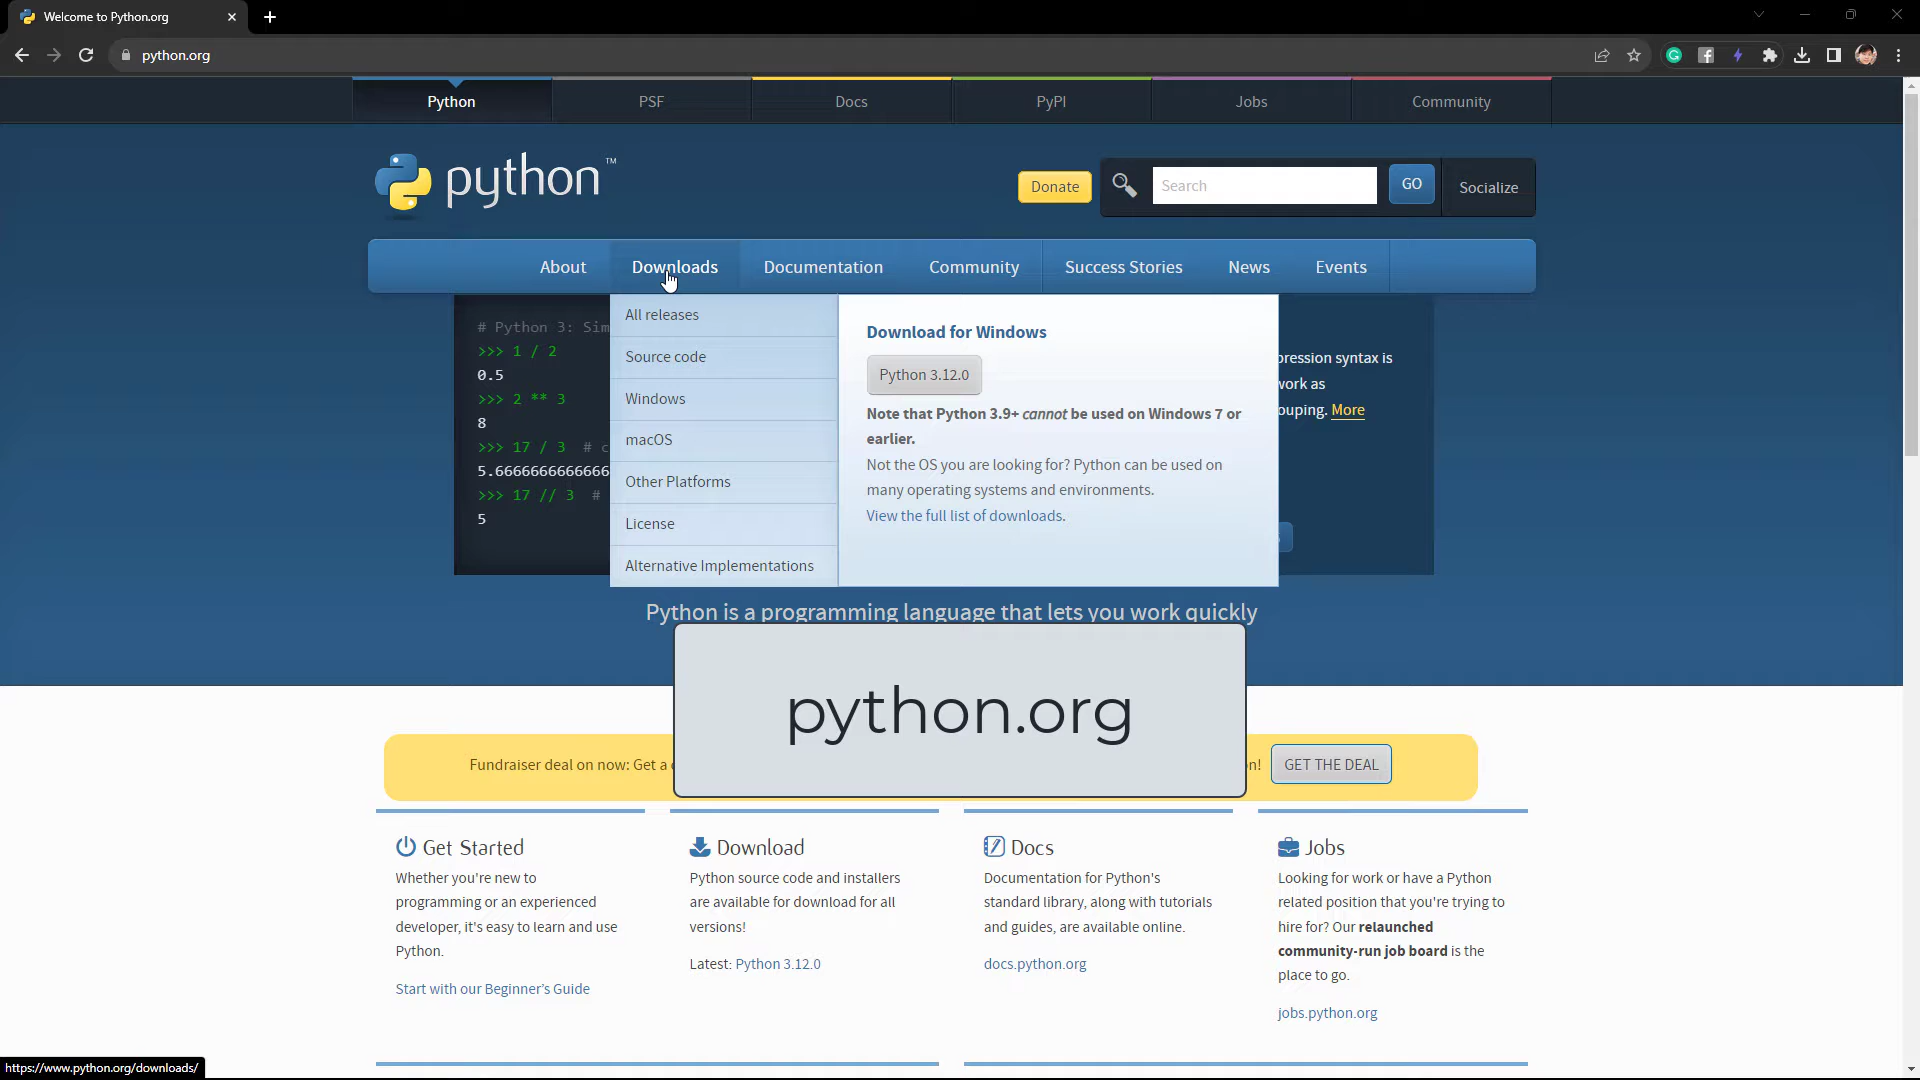 Welcome to Python.org
python.org
Python
PSF
Docs
PyPI
Jobs
Community
python™
Donate
Search
GO
Socialize
About
Downloads
Documentation
Community
Success Stories
News
Events
All releases
Source code
Windows
macOS
Other Platforms
License
Alternative Implementations
Download for Windows
Python 3.12.0
Note that Python 3.9+ cannot be used on Windows 7 or
earlier.
Not the OS you are looking for? Python can be used on
many operating systems and environments.
View the full list of downloads.
# Python 3: Sim
>>> 1 / 2
0.5
>>> 2 ** 3
8
>>> 17 / 3 # c
5.6666666666666
>>> 17 // 3 #
5
pression syntax is
work as
ouping. More
Python is a programming language that lets you work quickly
python.org
Fundraiser deal on now: Get a
n!
GET THE DEAL
Get Started
Whether you're new to
programming or an experienced
developer, it's easy to learn and use
Python.
Start with our Beginner's Guide
Download
Python source code and installers
are available for download for all
versions!
Latest: Python 3.12.0
Docs
Documentation for Python's
standard library, along with tutorials
and guides, are available online.
docs.python.org
Jobs
Looking for work or have a Python
related position that you're trying to
hire for? Our relaunched
community-run job board is the
place to go.
jobs.python.org
https://www.python.org/downloads/